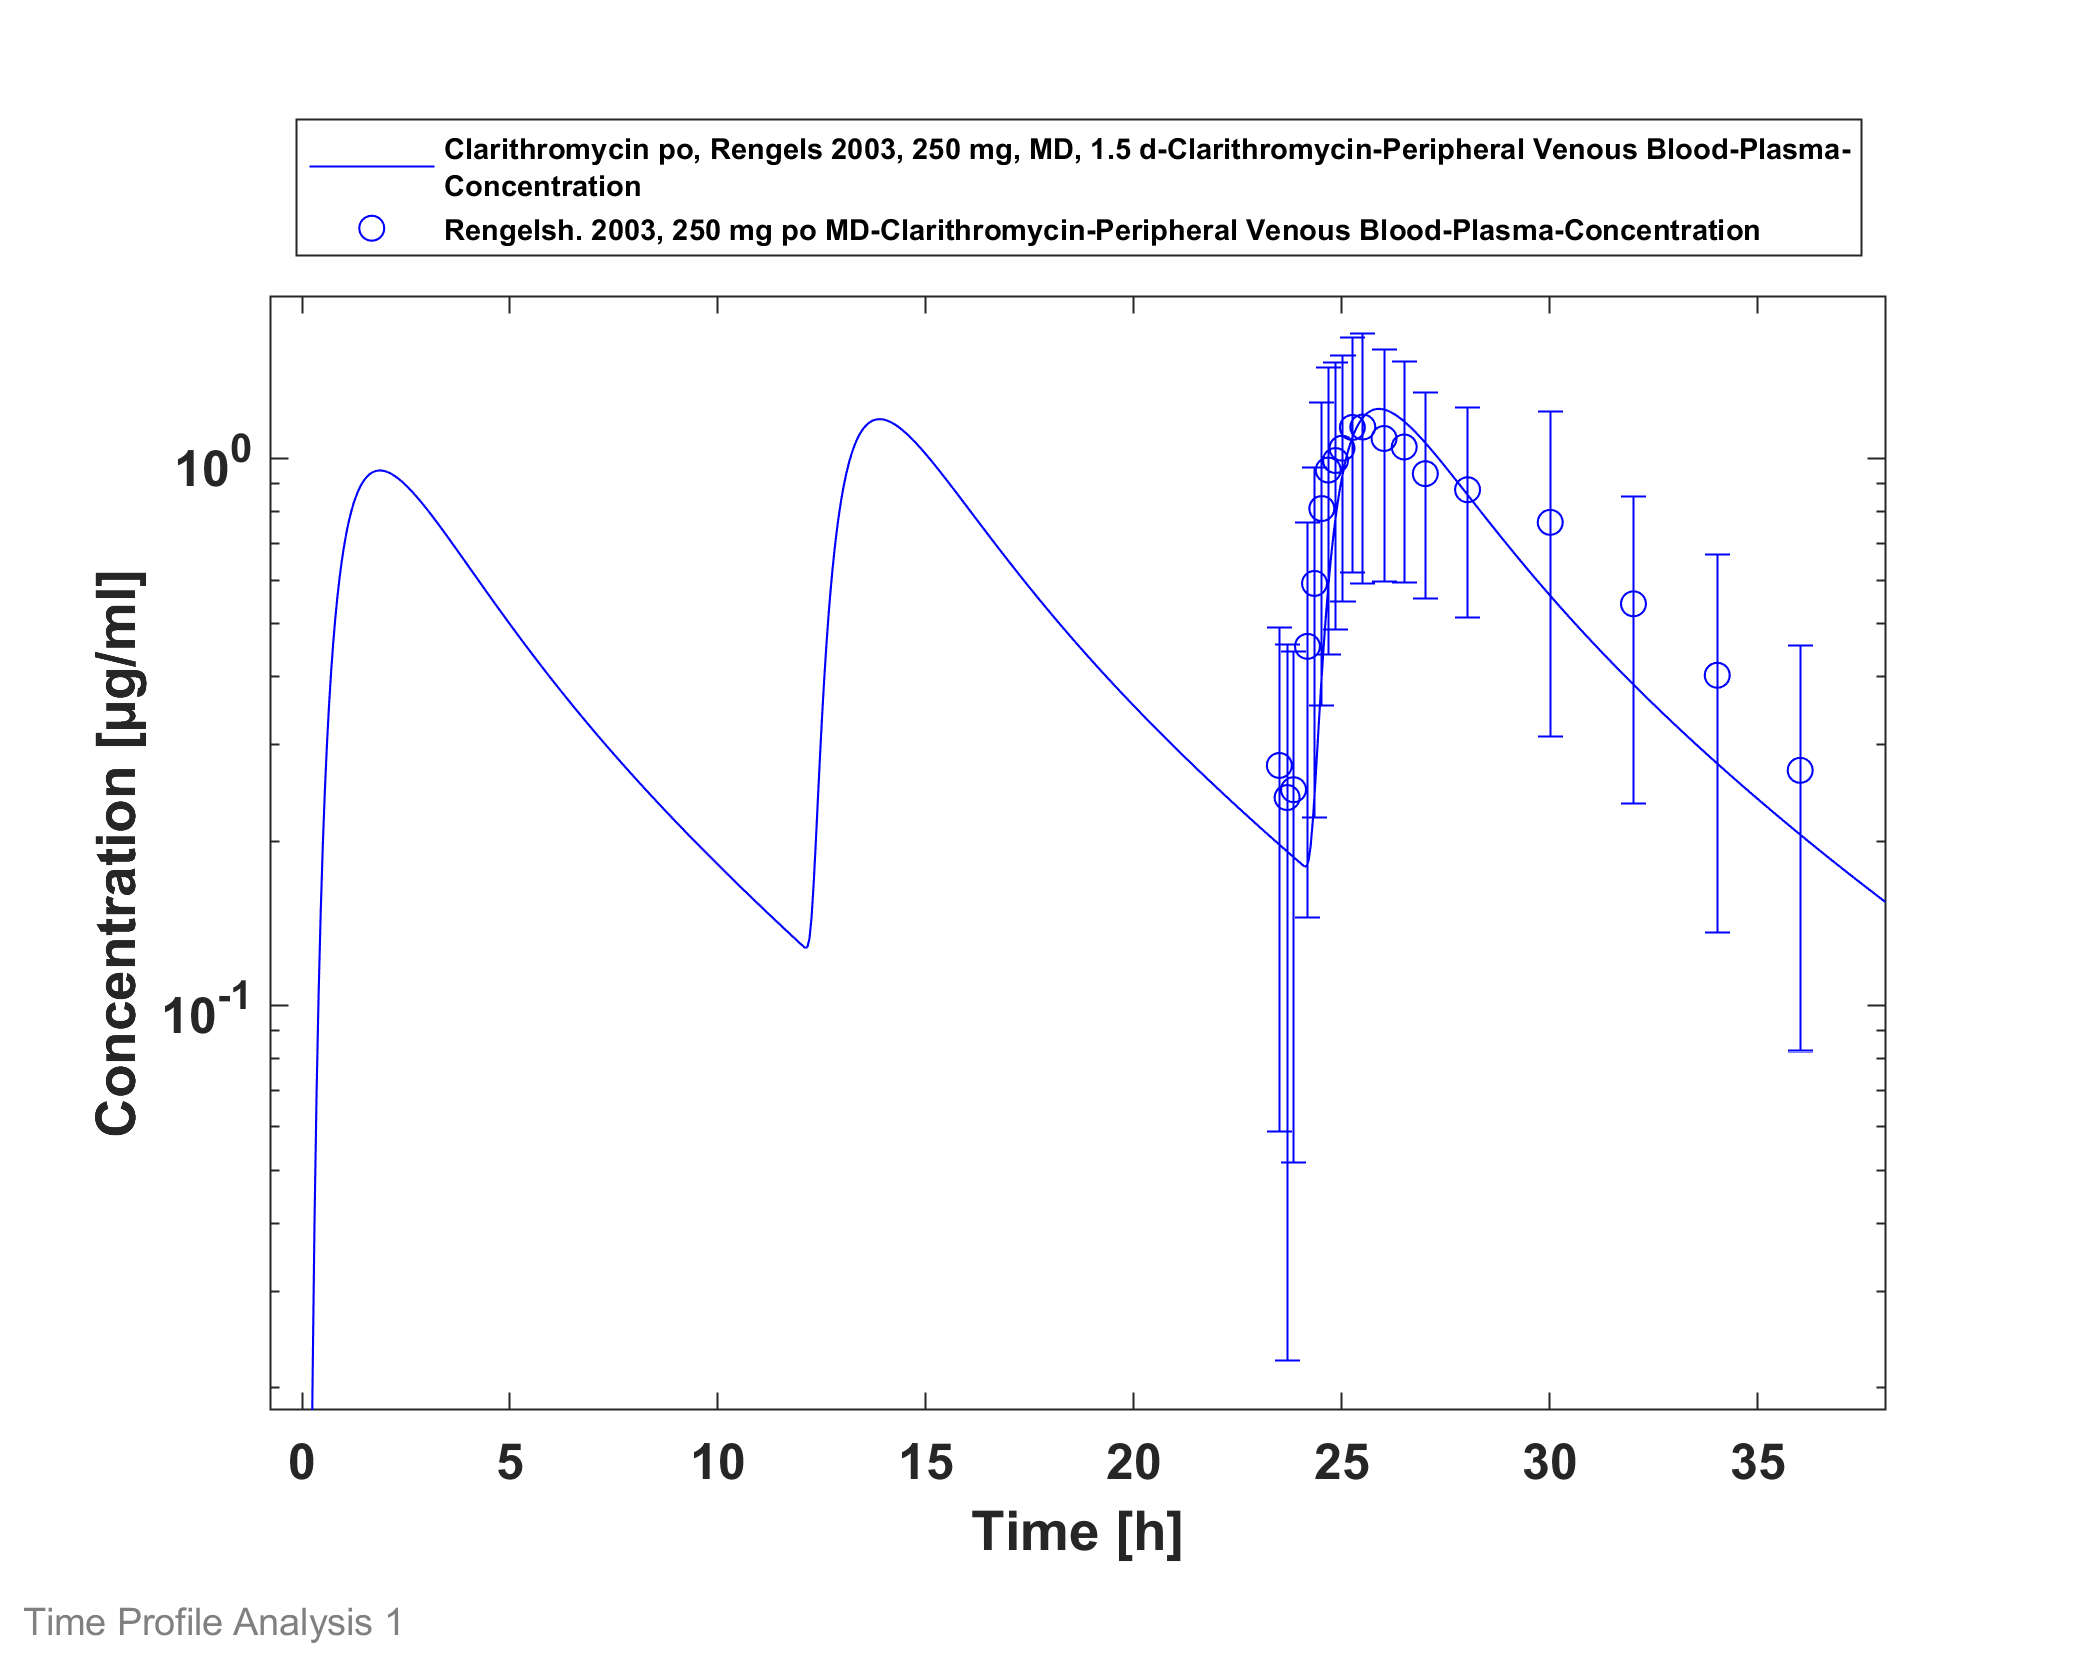 Clarithromycin po, Rengels 2003, 250 mg, MD, 1.5 d-Clarithromycin-Peripheral Venous Blood-Plasma-
Concentration
Rengelsh. 2003, 250 mg po MD-Clarithromycin-Peripheral Venous Blood-Plasma-Concentration
Concentration [µg/ml]
10^0
10^-1
0 5 10 15 20 25 30 35
Time [h]
Time Profile Analysis 1